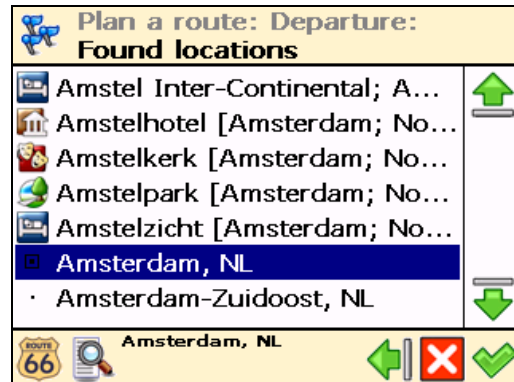 Plan a route: Departure:
Found locations
Amstel Inter-Continental; A...
Amstelhotel [Amsterdam; No...
Amstelkerk [Amsterdam; No...
Amstelpark [Amsterdam; No...
Amstelzicht [Amsterdam; No...
Amsterdam, NL
Amsterdam-Zuidoost, NL
ROUTE
66
Amsterdam, NL